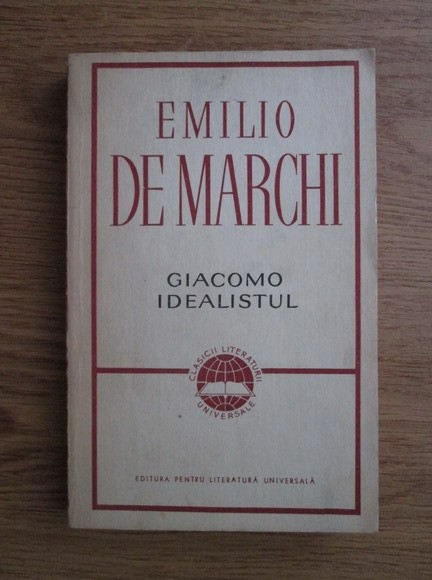 EMILIO
DE MARCHI
GIACOMO
IDEALISTUL
CLASICII LITERATURII
UNIVERSALE
EDITURA PENTRU LITERATURĂ UNIVERSALĂ